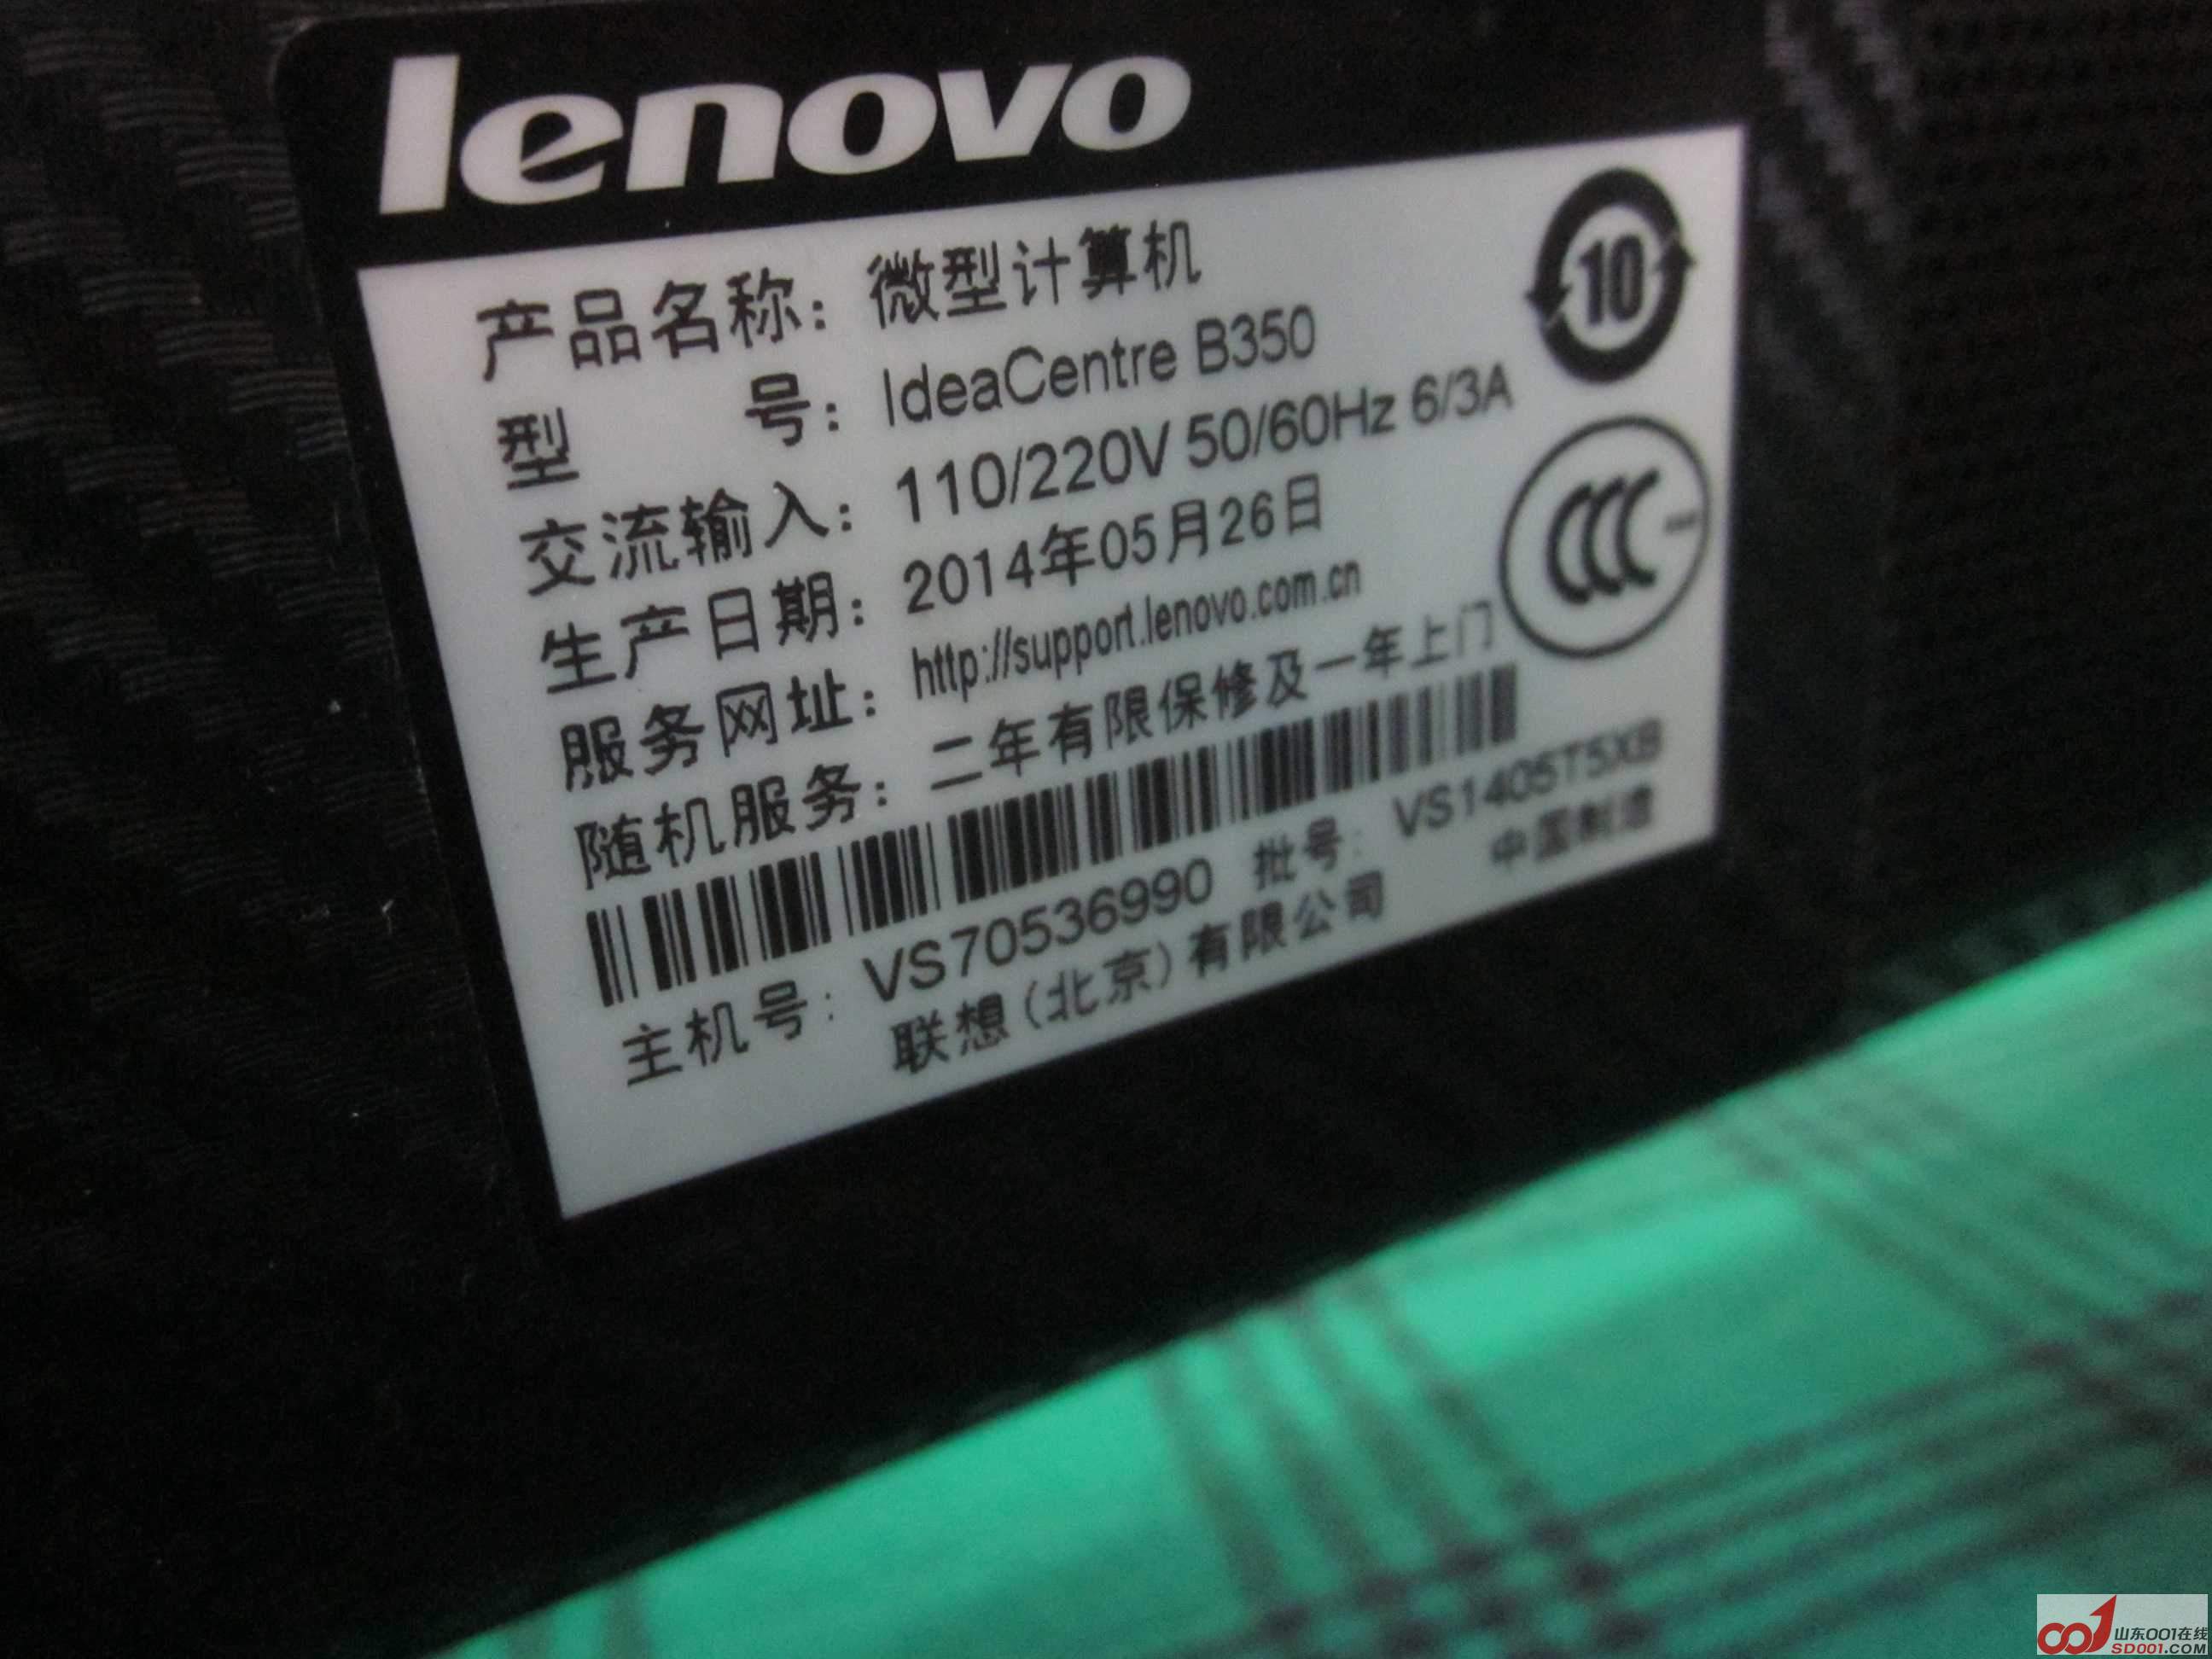 lenovo
产品名称：微型计算机
型 号：IdeaCentre B350
交流输入：110/220V 50/60Hz 6/3A
生产日期：2014年05月26日
服务网址：http://support.lenovo.com.cn
随机服务：二年有限保修及一年上门
主机号：VS70536990 批号：VS1405T5XB
联想（北京）有限公司 中国制造
10
CCC
001 山东001在线
SD001.COM